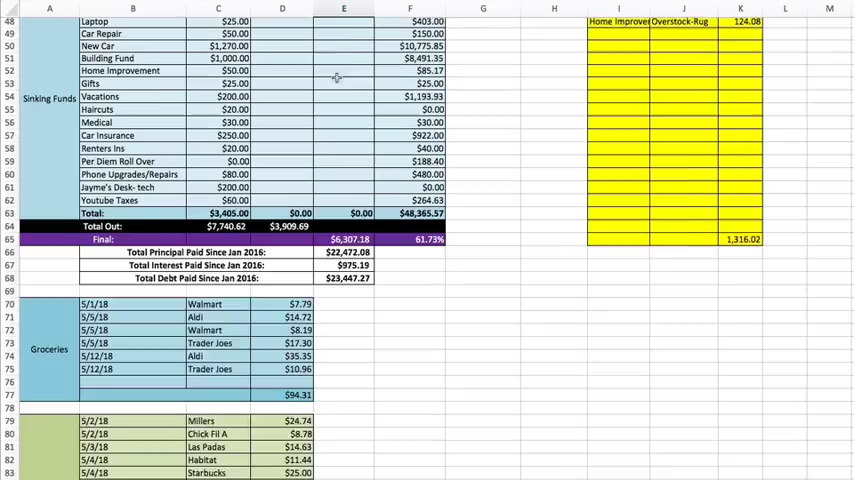 A B C D E F G H I J K L M
48 Laptop $25.00 $403.00 Home Improver Overstock-Rug 124.08
49 Car Repair $50.00 $150.00
50 New Car $1,270.00 $10,775.85
51 Building Fund $1,000.00 $8,491.35
52 Home Improvement $50.00 $85.17
53 Gifts $25.00 $25.00
54 Sinking Funds Vacations $200.00 $1,193.93
55 Haircuts $20.00 $0.00
56 Medical $30.00 $30.00
57 Car Insurance $250.00 $922.00
58 Renters Ins $20.00 $40.00
59 Per Diem Roll Over $0.00 $188.40
60 Phone Upgrades/Repairs $80.00 $480.00
61 Jayme's Desk- tech $200.00 $0.00
62 Youtube Taxes $60.00 $264.63
63 Total: $3,405.00 $0.00 $0.00 $48,365.57
64 Total Out: $7,740.62 $3,909.69
65 Final: $6,307.18 61.73% 1,316.02
66 Total Principal Paid Since Jan 2016: $22,472.08
67 Total Interest Paid Since Jan 2016: $975.19
68 Total Debt Paid Since Jan 2016: $23,447.27
69
70 5/1/18 Walmart $7.79
71 5/5/18 Aldi $14.72
72 5/5/18 Walmart $8.19
73 5/5/18 Trader Joes $17.30
74 Groceries 5/12/18 Aldi $35.35
75 5/12/18 Trader Joes $10.96
76
77 $94.31
78
79 5/2/18 Millers $24.74
80 5/2/18 Chick Fil A $8.78
81 5/3/18 Las Padas $14.63
82 5/4/18 Habitat $11.44
83 5/4/18 Starbucks $25.00